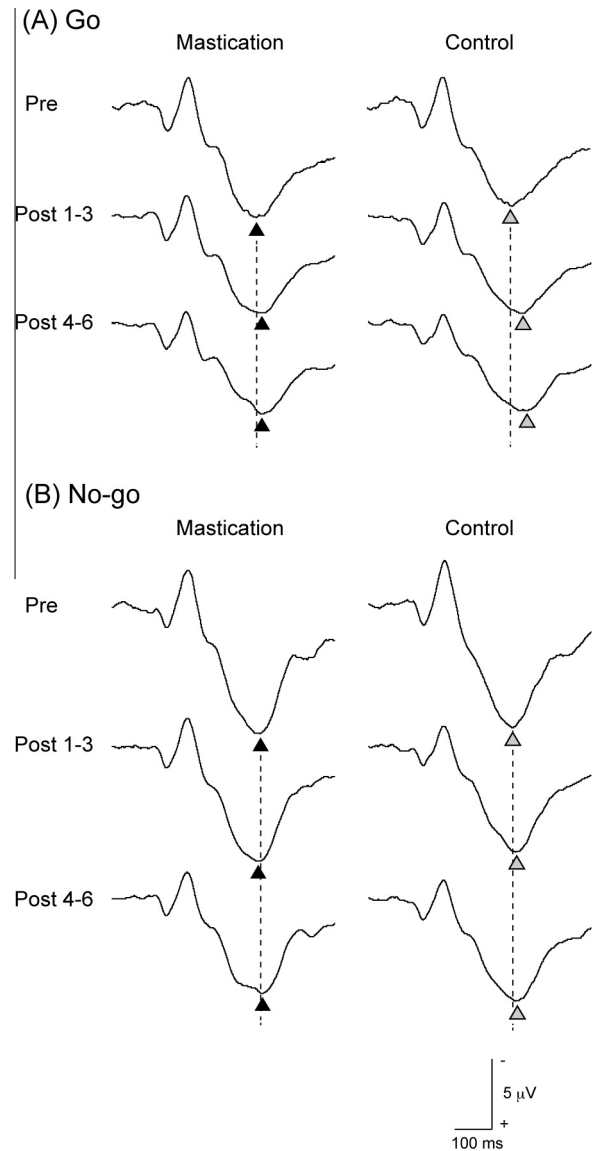 (A) Go
Mastication Control
Pre
Post 1-3
Post 4-6
(B) No-go
Mastication Control
Pre
Post 1-3
Post 4-6
-
5 μV
+
100 ms